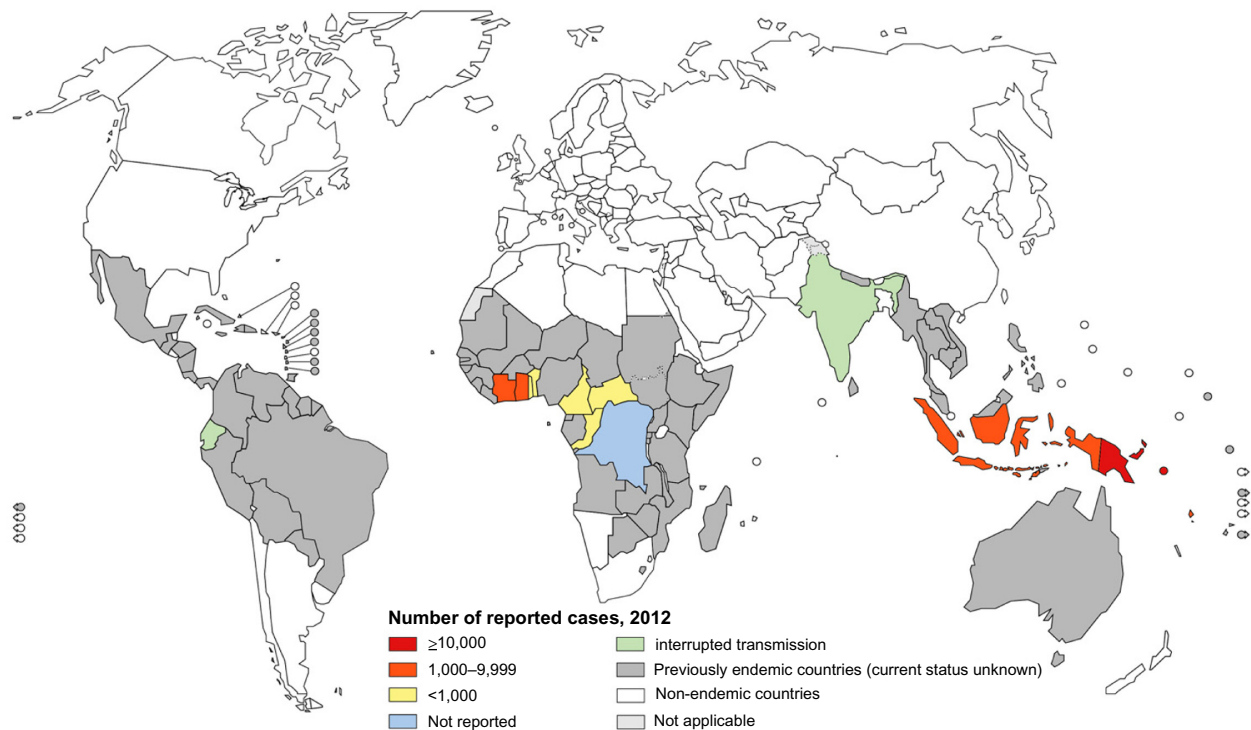 Number of reported cases, 2012
≥10,000
1,000–9,999
<1,000
Not reported
interrupted transmission
Previously endemic countries (current status unknown)
Non-endemic countries
Not applicable